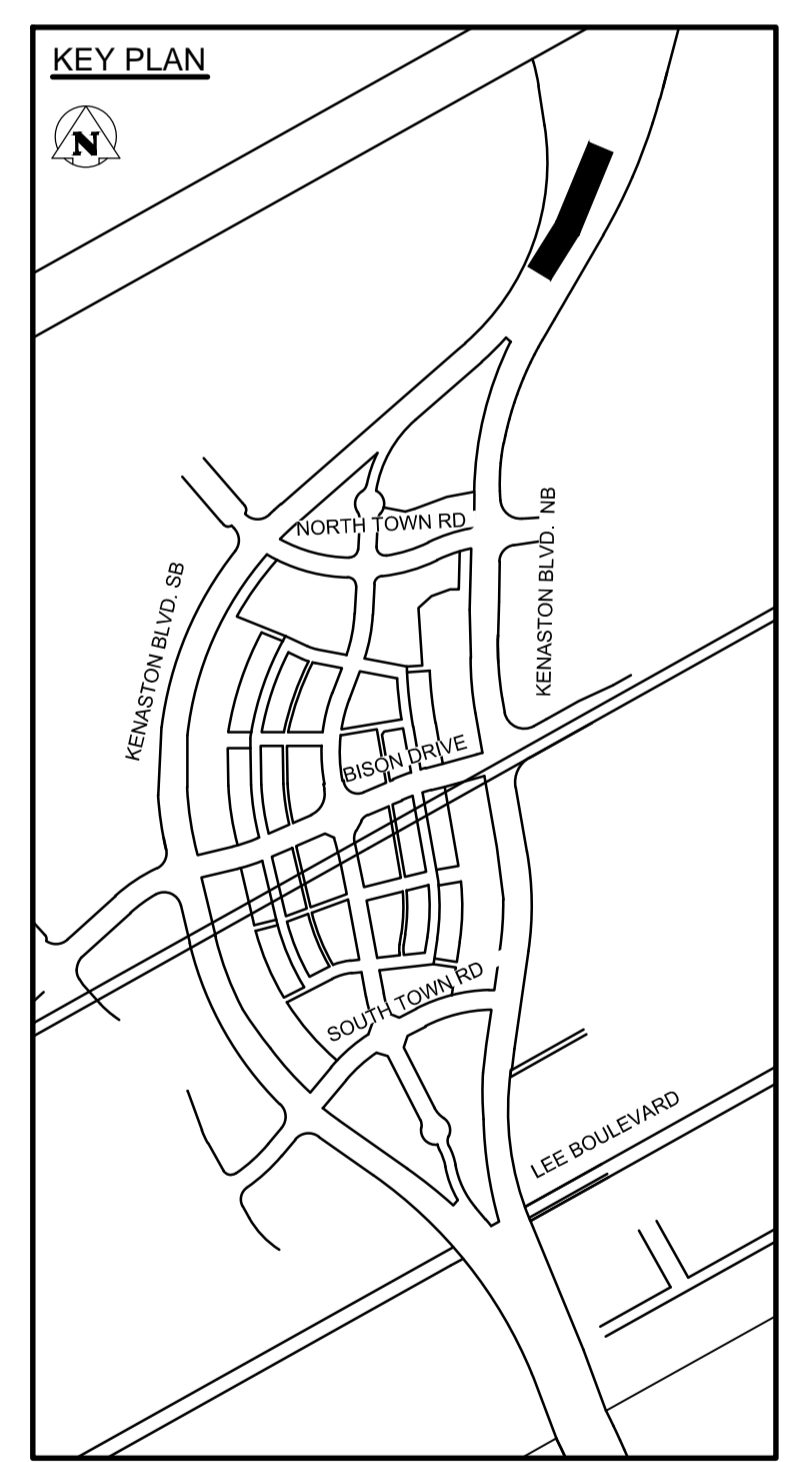 KEY PLAN
N
NORTH TOWN RD
KENASTON BLVD. NB
KENASTON BLVD. SB
BISON DRIVE
SOUTH TOWN RD
LEE BOULEVARD